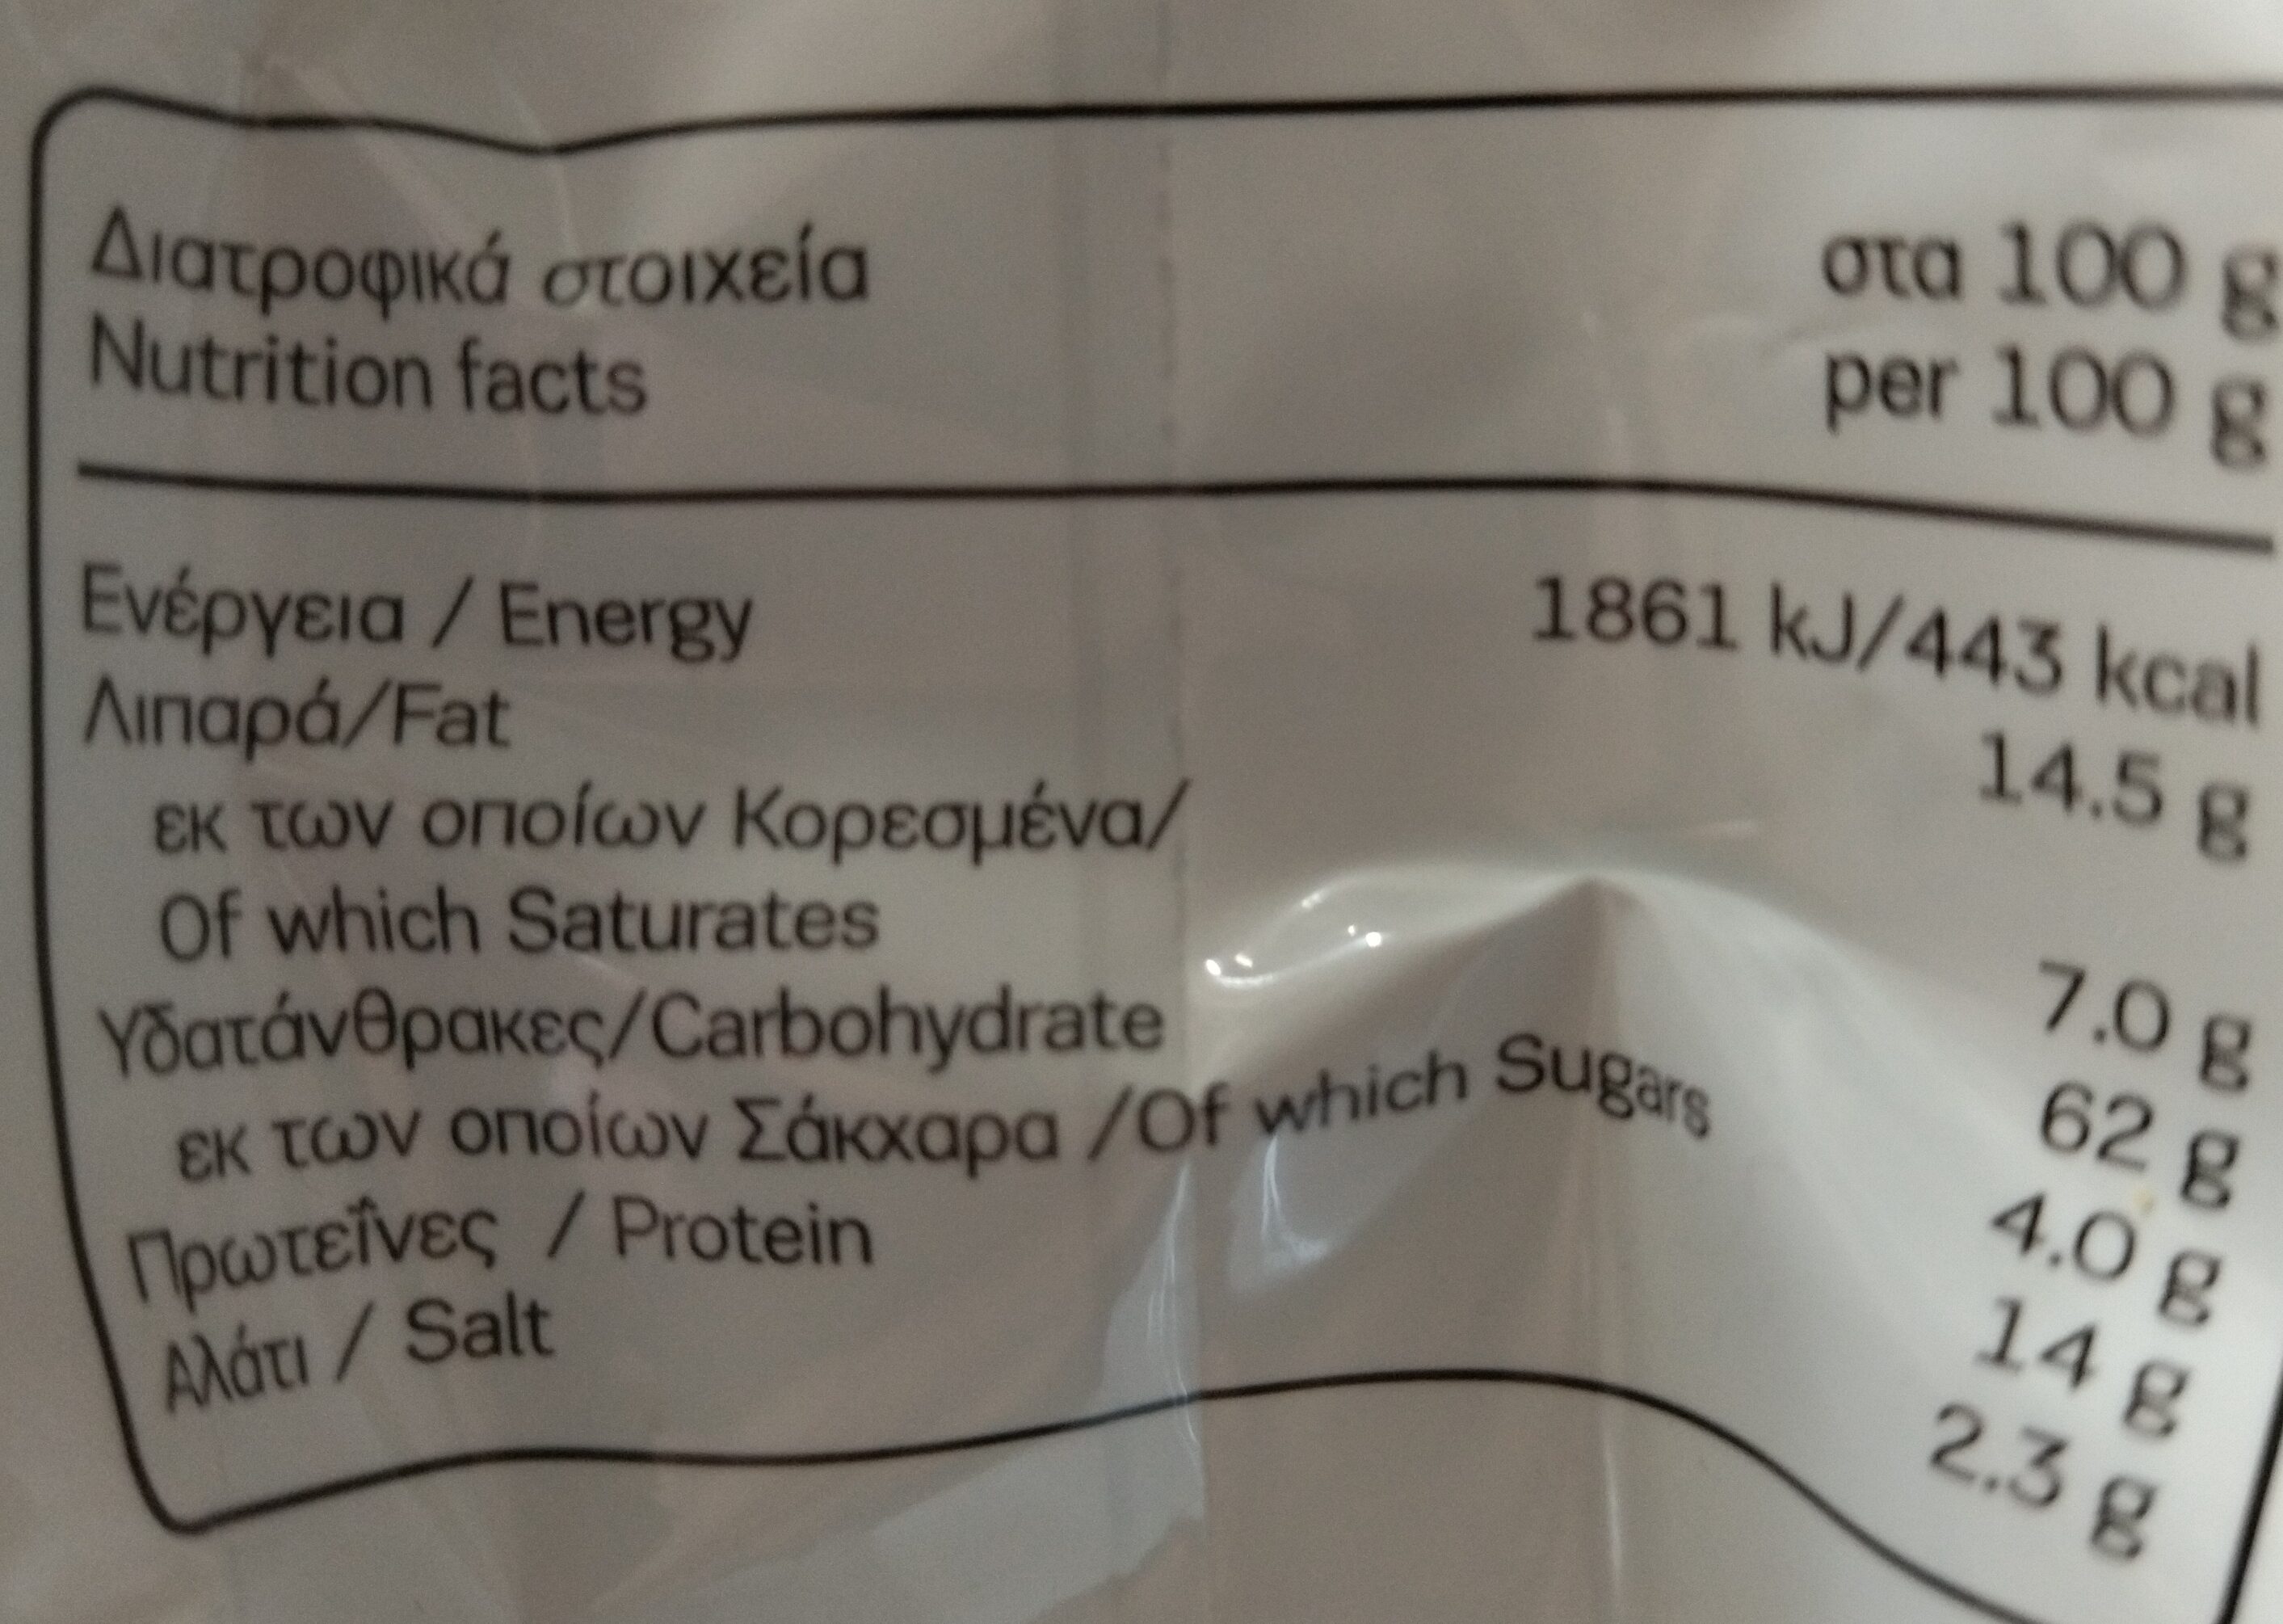 Διατροφικά στοιχεία στα 100 g
Nutrition facts per 100 g
Ενέργεια / Energy 1861 kJ/443 kcal
Λιπαρά/Fat 14.5 g
εκ των οποίων Κορεσμένα/
Of which Saturates 7.0 g
Υδατάνθρακες/Carbohydrate 62 g
εκ των οποίων Σάκχαρα /Of which Sugars 4.0 g
Πρωτεΐνες / Protein 14 g
Αλάτι / Salt 2.3 g